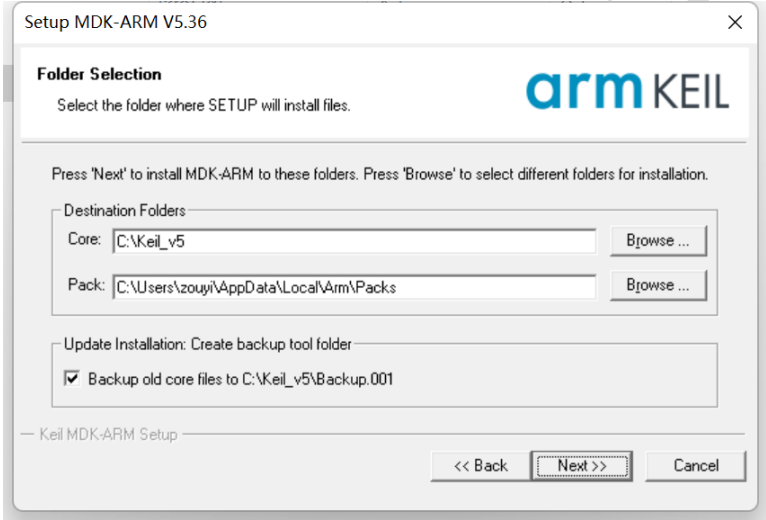 Setup MDK-ARM V5.36
Folder Selection
Select the folder where SETUP will install files.
arm KEIL
Press 'Next' to install MDK-ARM to these folders. Press 'Browse' to select different folders for installation.
Destination Folders
Core: C:\Keil_v5 Browse ...
Pack: C:\Users\zouyi\AppData\Local\Arm\Packs Browse ...
Update Installation: Create backup tool folder
Backup old core files to C:\Keil_v5\Backup.001
Keil MDK-ARM Setup
<< Back Next >> Cancel